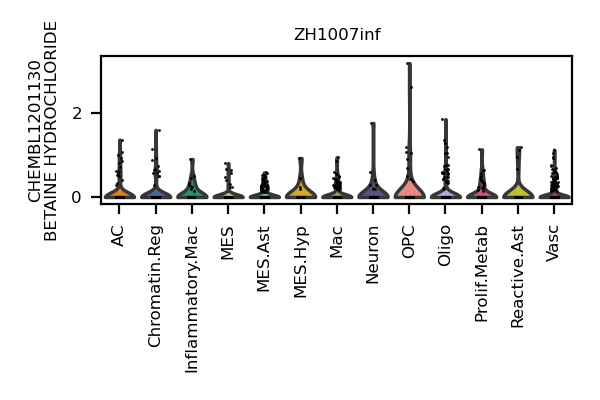 ZH1007inf
CHEMBL1201130
BETAINE HYDROCHLORIDE
2
0
AC
Chromatin.Reg
Inflammatory.Mac
MES
MES.Ast
MES.Hyp
Mac
Neuron
OPC
Oligo
Prolif.Metab
Reactive.Ast
Vasc